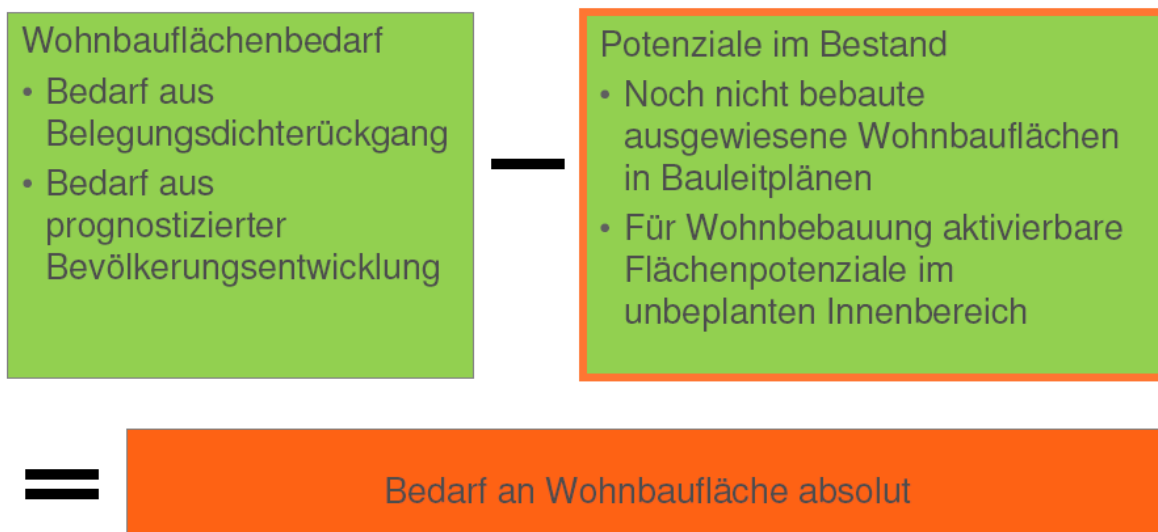 Wohnbauflächenbedarf
• Bedarf aus
Belegungsdichterückgang
• Bedarf aus
prognostizierter
Bevölkerungsentwicklung
Potenziale im Bestand
• Noch nicht bebaute
ausgewiesene Wohnbauflächen
in Bauleitplänen
• Für Wohnbebauung aktivierbare
Flächenpotenziale im
unbeplanten Innenbereich
Bedarf an Wohnbaufläche absolut